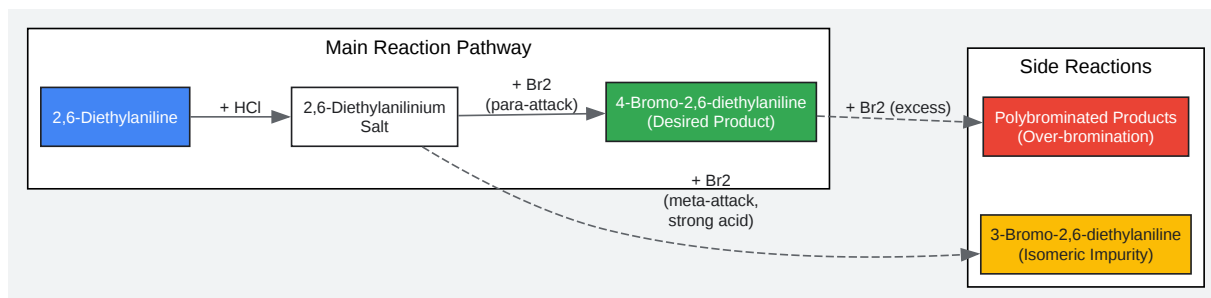 Main Reaction Pathway
2,6-Diethylaniline
+ HCl
2,6-Diethylanilinium
Salt
+ Br2
(para-attack)
4-Bromo-2,6-diethylaniline
(Desired Product)
+ Br2 (excess)
+ Br2
(meta-attack,
strong acid)
Side Reactions
Polybrominated Products
(Over-bromination)
3-Bromo-2,6-diethylaniline
(Isomeric Impurity)